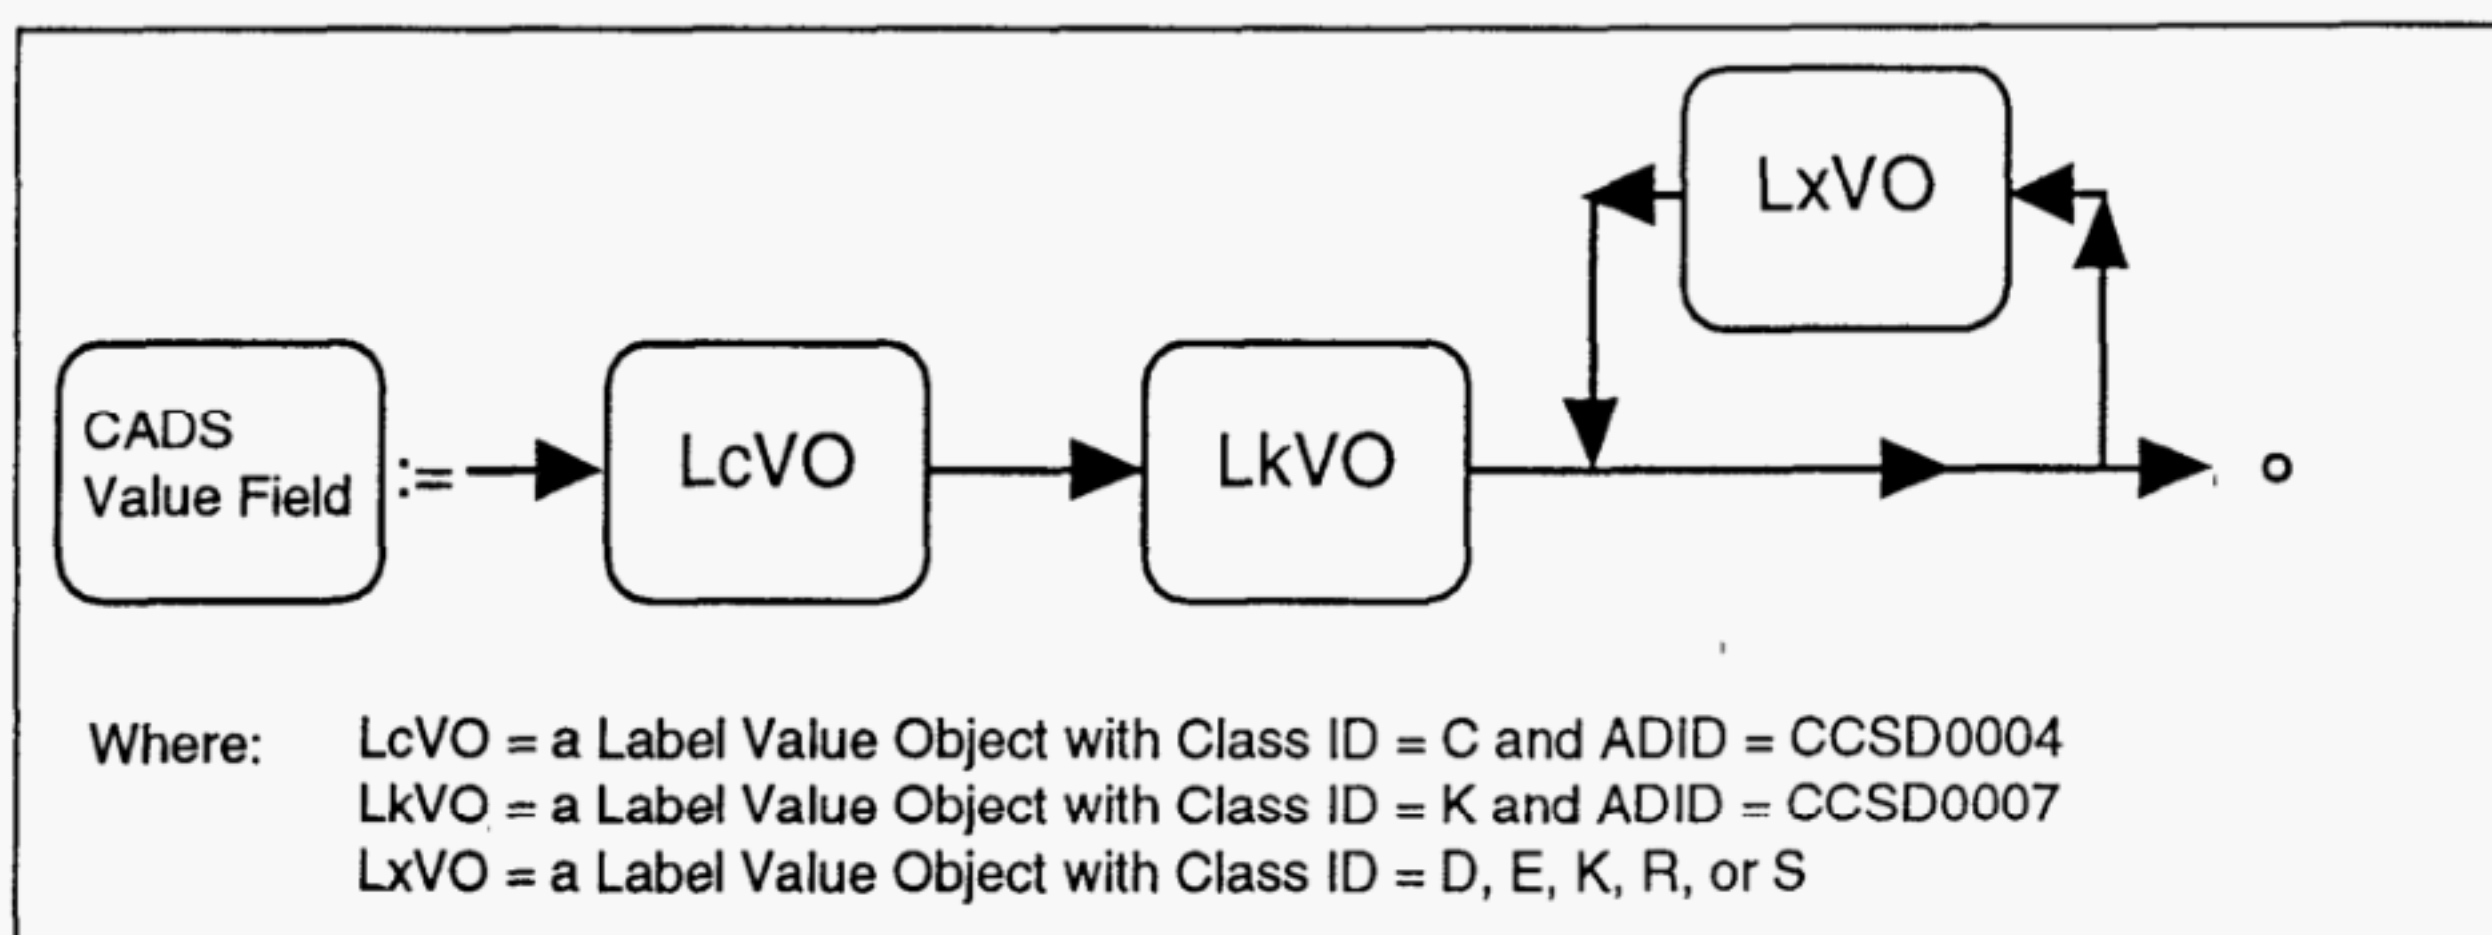 LxVO
CADS
Value Field
:=
LcVO
LkVO
Where:
LcVO = a Label Value Object with Class ID = C and ADID = CCSD0004
LkVO = a Label Value Object with Class ID = K and ADID = CCSD0007
LxVO = a Label Value Object with Class ID = D, E, K, R, or S